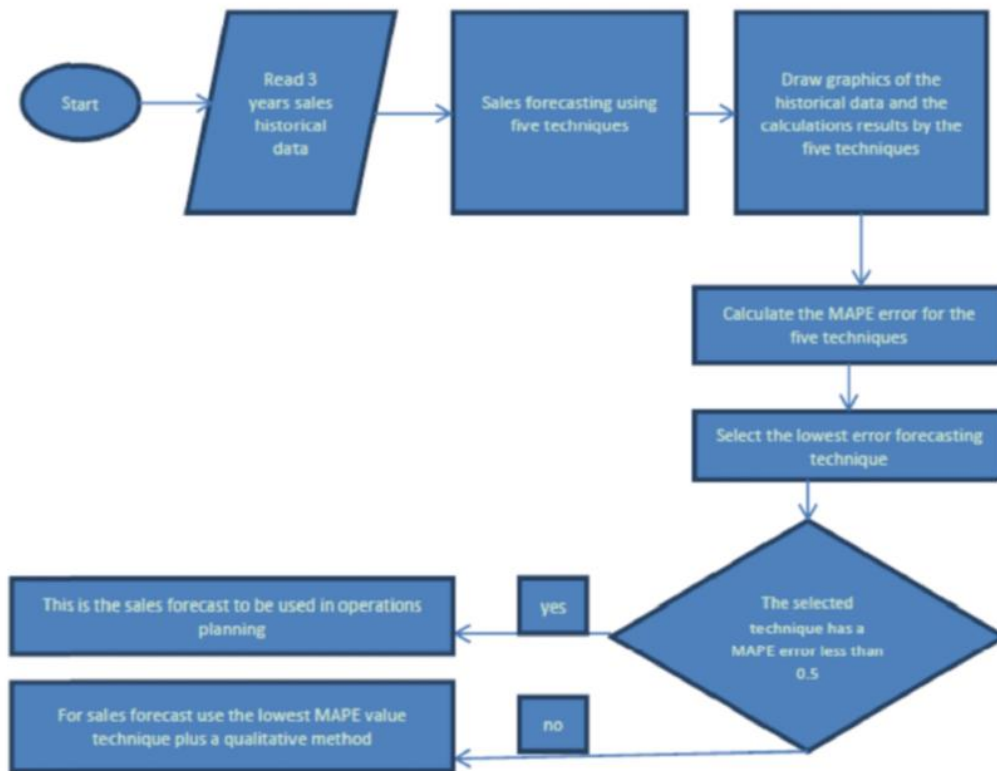 Start
Read 3
years sales
historical
data
Sales forecasting using
five techniques
Draw graphics of the
historical data and the
calculations results by the
five techniques
Calculate the MAPE error for the
five techniques
Select the lowest error forecasting
technique
The selected
technique has a
MAPE error less than
0.5
yes
This is the sales forecast to be used in operations
planning
no
For sales forecast use the lowest MAPE value
technique plus a qualitative method